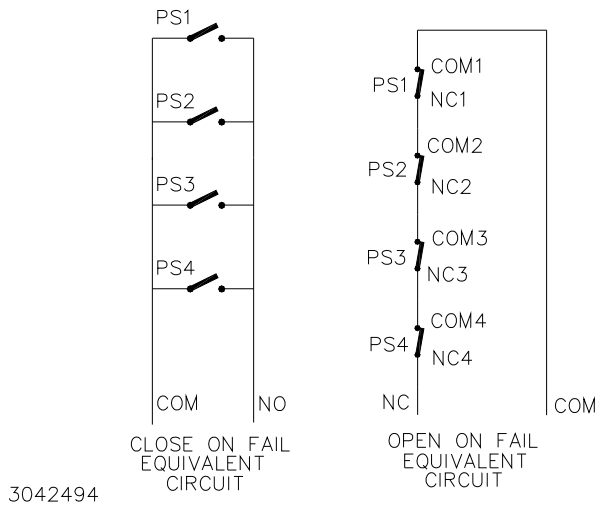 PS1
PS2
PS3
PS4
COM
NO
CLOSE ON FAIL
EQUIVALENT
CIRCUIT
COM1
PS1
NC1
COM2
PS2
NC2
COM3
PS3
NC3
COM4
PS4
NC4
NC
COM
OPEN ON FAIL
EQUIVALENT
CIRCUIT
3042494